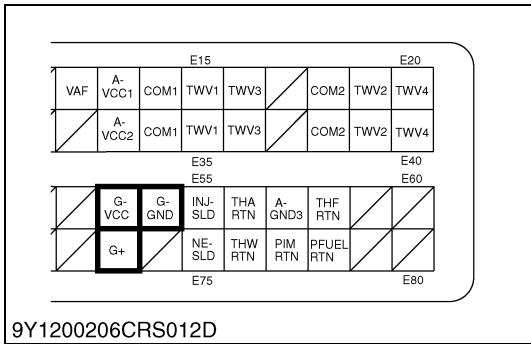 E15 E20
VAF A-VCC1 COM1 TWV1 TWV3 COM2 TWV2 TWV4
A-VCC2 COM1 TWV1 TWV3 COM2 TWV2 TWV4
E35 E40
E55 E60
G-VCC G-GND INJ-SLD THA RTN A-GND3 THF RTN
G+ NE-SLD THW RTN PIM RTN PFUEL RTN
E75 E80
9Y1200206CRS012D